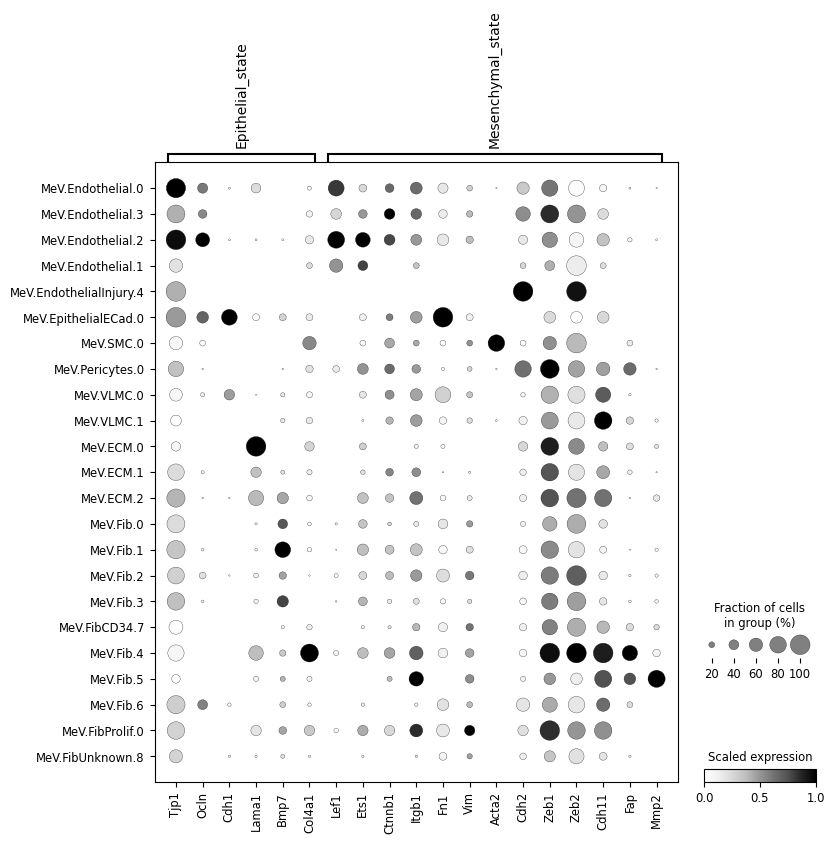 Epithelial_state
Mesenchymal_state
MeV.Endothelial.0
MeV.Endothelial.3
MeV.Endothelial.2
MeV.Endothelial.1
MeV.EndothelialInjury.4
MeV.EpithelialECad.0
MeV.SMC.0
MeV.Pericytes.0
MeV.VLMC.0
MeV.VLMC.1
MeV.ECM.0
MeV.ECM.1
MeV.ECM.2
MeV.Fib.0
MeV.Fib.1
MeV.Fib.2
MeV.Fib.3
MeV.FibCD34.7
MeV.Fib.4
MeV.Fib.5
MeV.Fib.6
MeV.FibProlif.0
MeV.FibUnknown.8
Tjp1
Ocln
Cdh1
Lama1
Bmp7
Col4a1
Lef1
Ets1
Ctnnb1
Itgb1
Fn1
Vim
Acta2
Cdh2
Zeb1
Zeb2
Cdh11
Fap
Mmp2
Fraction of cells
in group (%)
20 40 60 80 100
Scaled expression
0.0 0.5 1.0